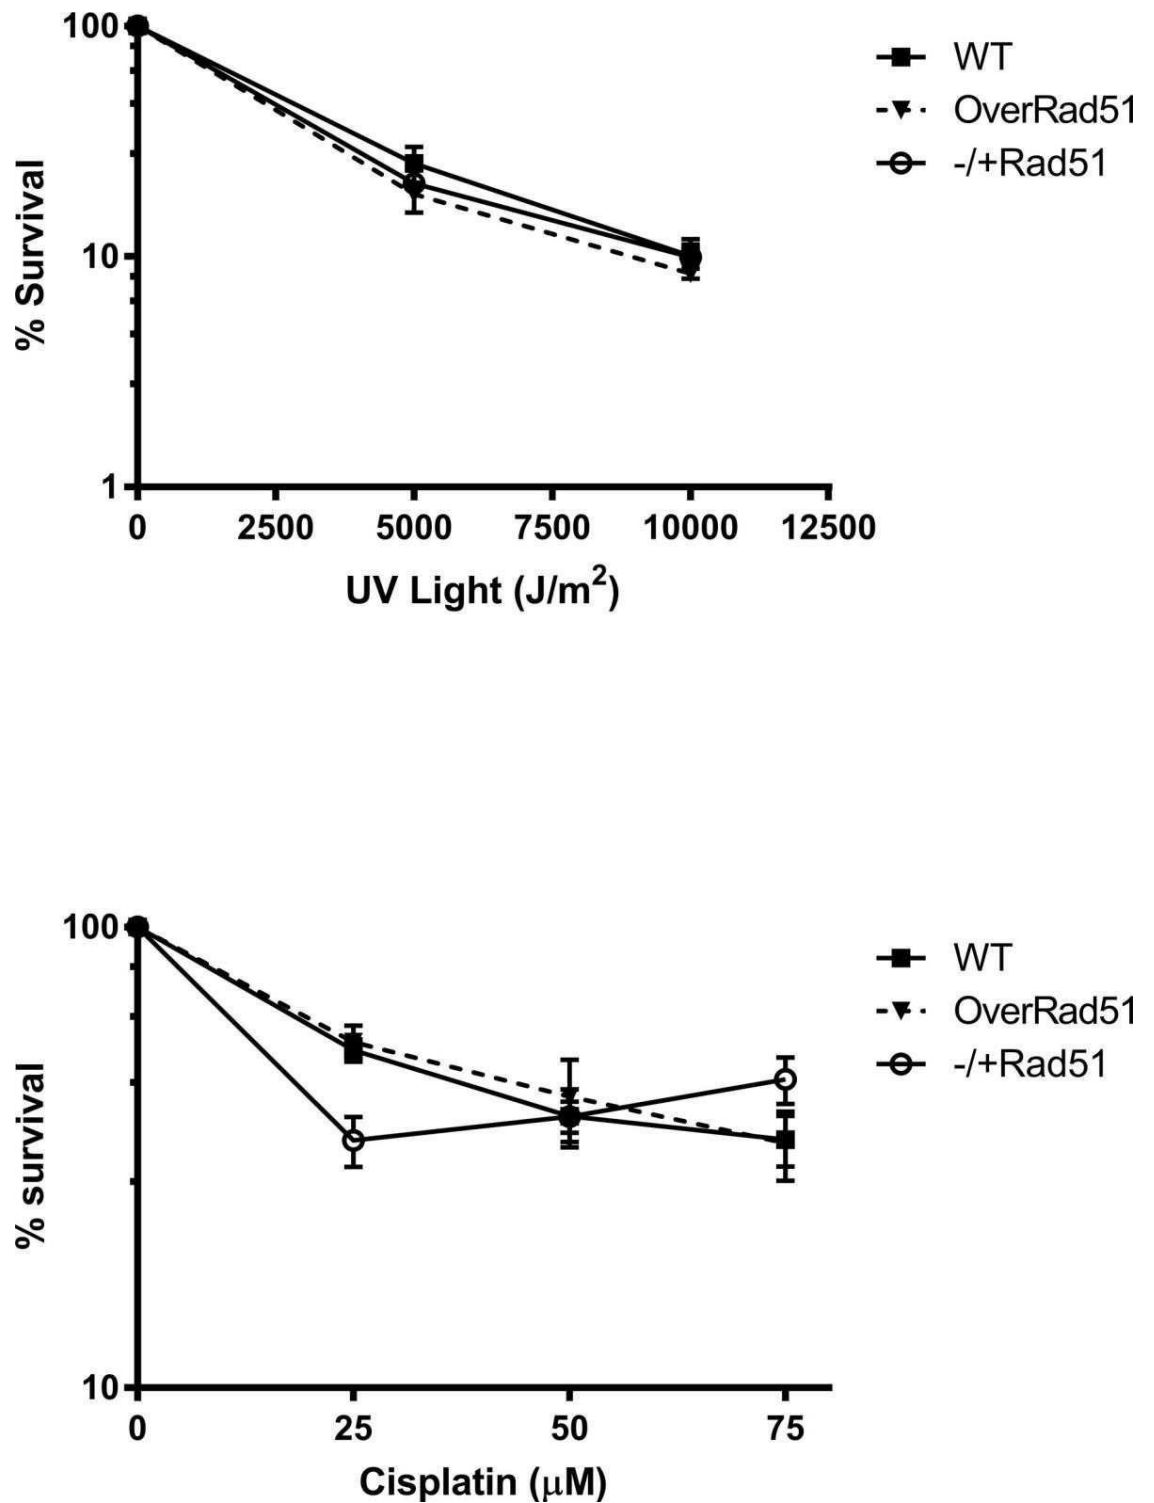 100
10
1
% Survival
0 2500 5000 7500 10000 12500
UV Light (J/m²)
WT
OverRad51
-/+Rad51
100
10
% survival
0 25 50 75
Cisplatin (μM)
WT
OverRad51
-/+Rad51